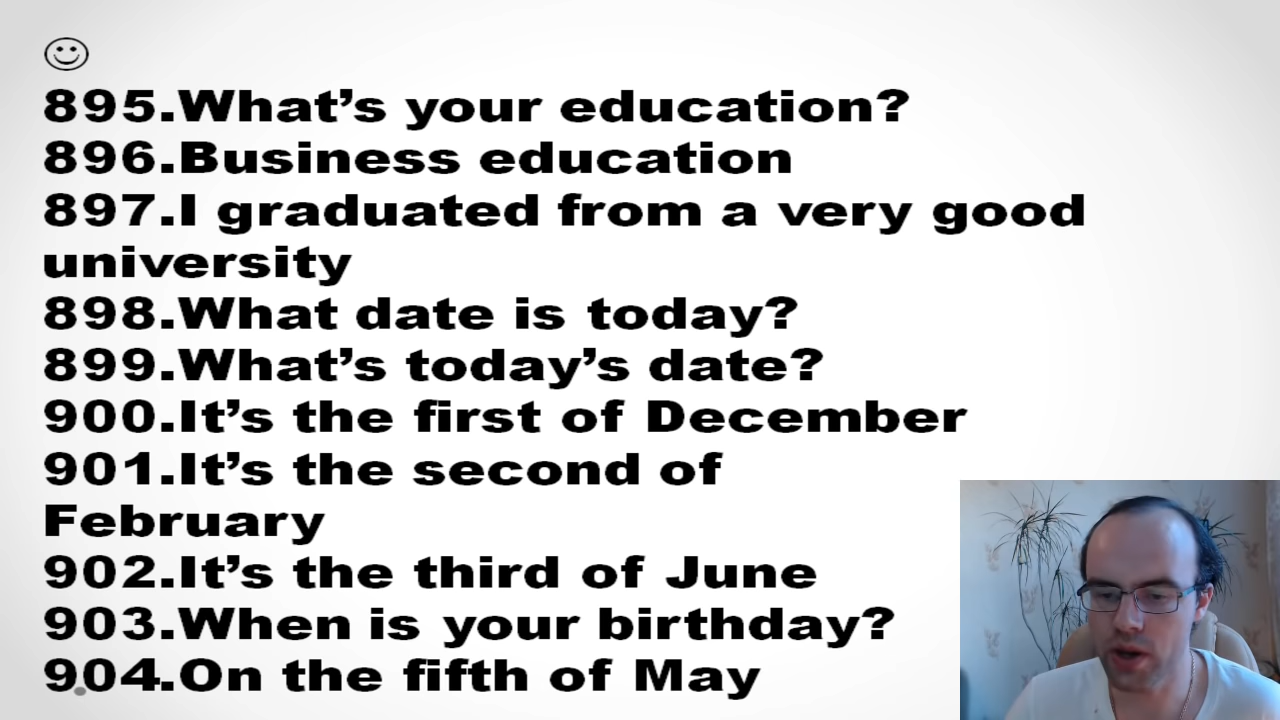 895.What’s your education?
896.Business education
897.I graduated from a very good
university
898.What date is today?
899.What’s today’s date?
900.It’s the first of December
901.It’s the second of
February
902.It’s the third of June
903.When is your birthday?
904.On the fifth of May